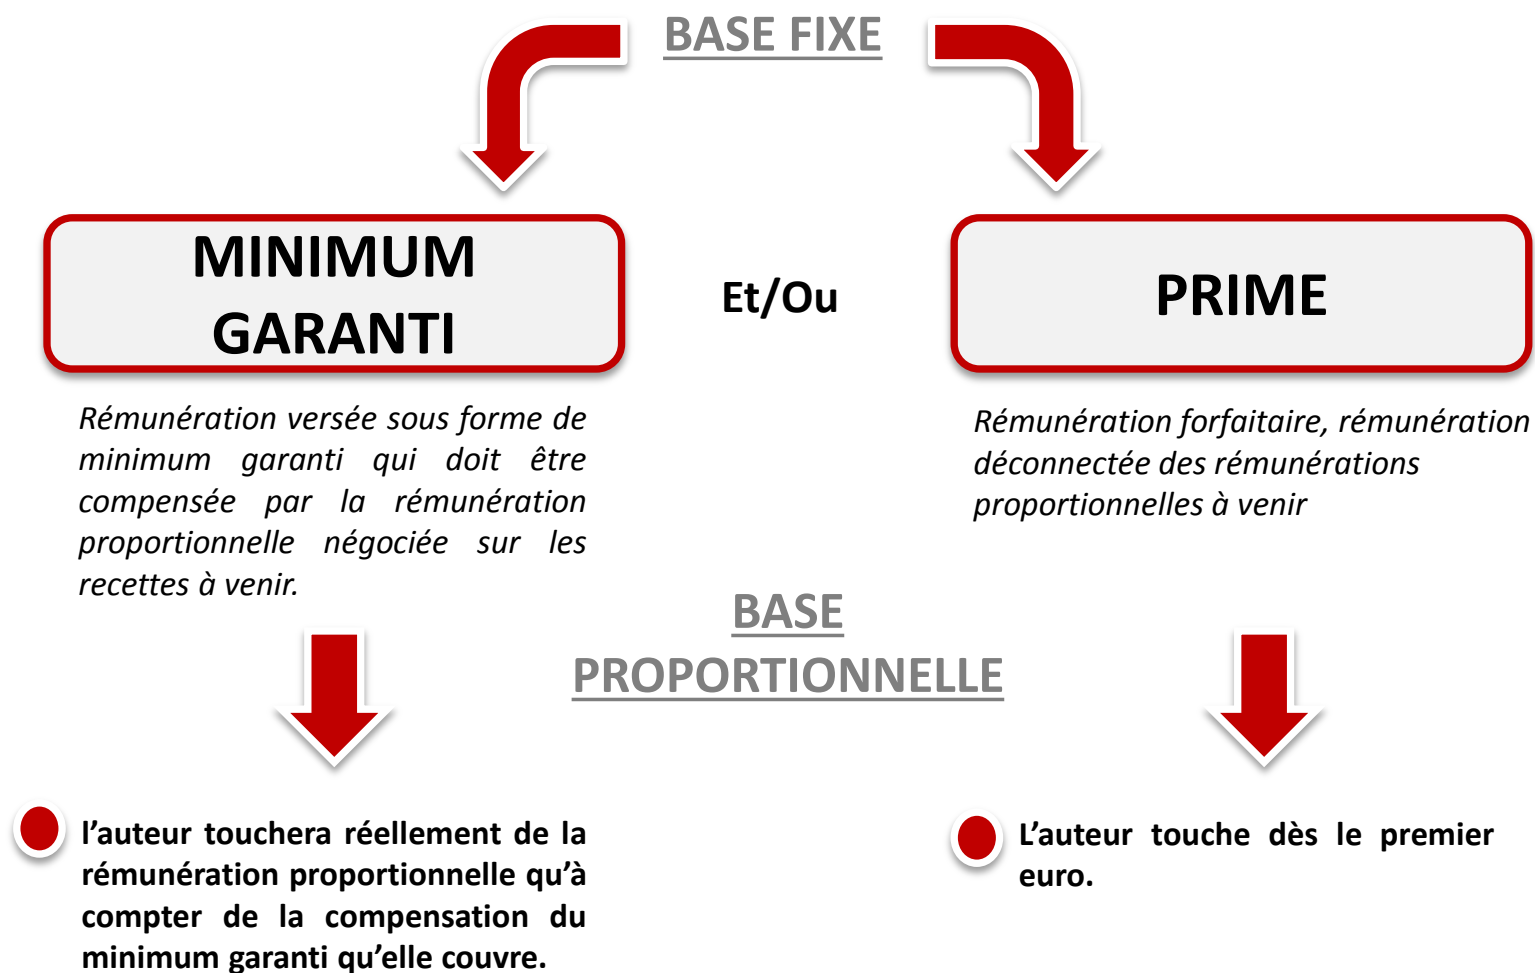 BASE FIXE
MINIMUM
GARANTI
Et/Ou
PRIME
Rémunération versée sous forme de
minimum garanti qui doit être
compensée par la rémunération
proportionnelle négociée sur les
recettes à venir.
Rémunération forfaitaire, rémunération
déconnectée des rémunérations
proportionnelles à venir
BASE
PROPORTIONNELLE
l’auteur touchera réellement de la
rémunération proportionnelle qu’à
compter de la compensation du
minimum garanti qu’elle couvre.
L’auteur touche dès le premier
euro.